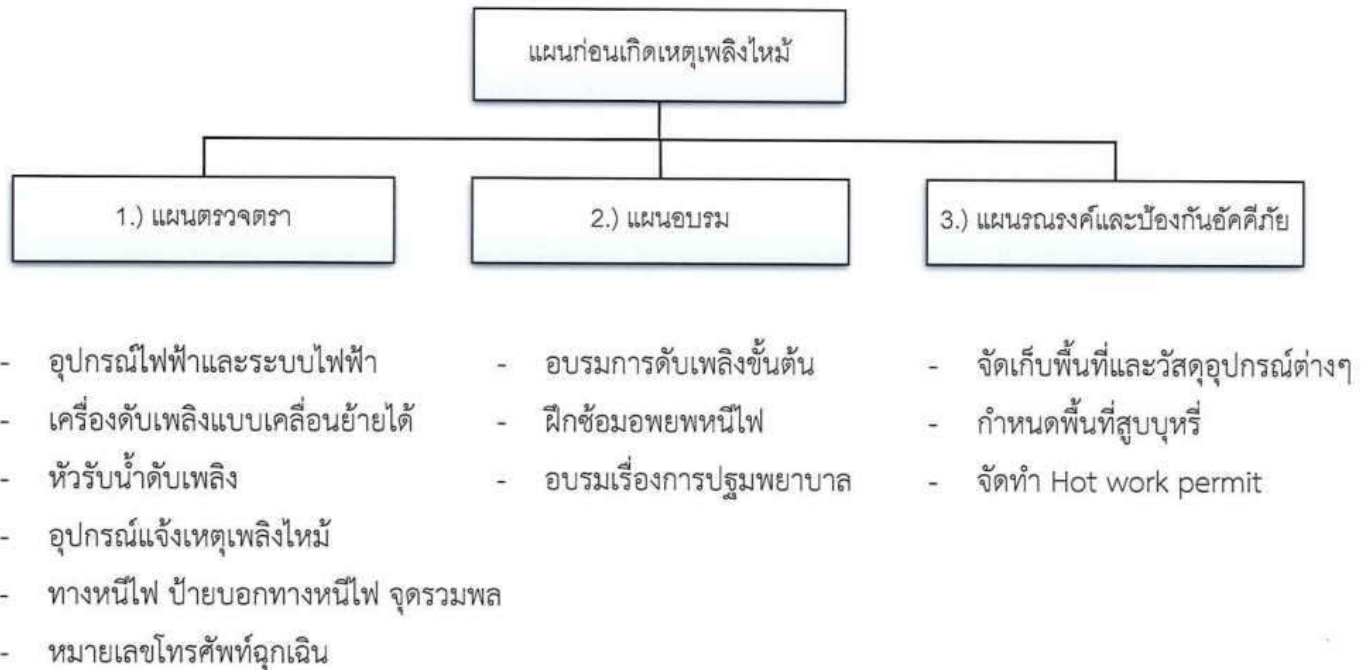 แผนก่อนเกิดเหตุเพลิงไหม้
1.) แผนตรวจตรา
2.) แผนอบรม
3.) แผนรณรงค์และป้องกันอัคคีภัย
- อุปกรณ์ไฟฟ้าและระบบไฟฟ้า
- เครื่องดับเพลิงแบบเคลื่อนย้ายได้
- หัวรับน้ำดับเพลิง
- อุปกรณ์แจ้งเหตุเพลิงไหม้
- ทางหนีไฟ ป้ายบอกทางหนีไฟ จุดรวมพล
- หมายเลขโทรศัพท์ฉุกเฉิน
- อบรมการดับเพลิงขั้นต้น
- ฝึกซ้อมอพยพหนีไฟ
- อบรมเรื่องการปฐมพยาบาล
- จัดเก็บพื้นที่และวัสดุอุปกรณ์ต่างๆ
- กำหนดพื้นที่สูบบุหรี่
- จัดทำ Hot work permit